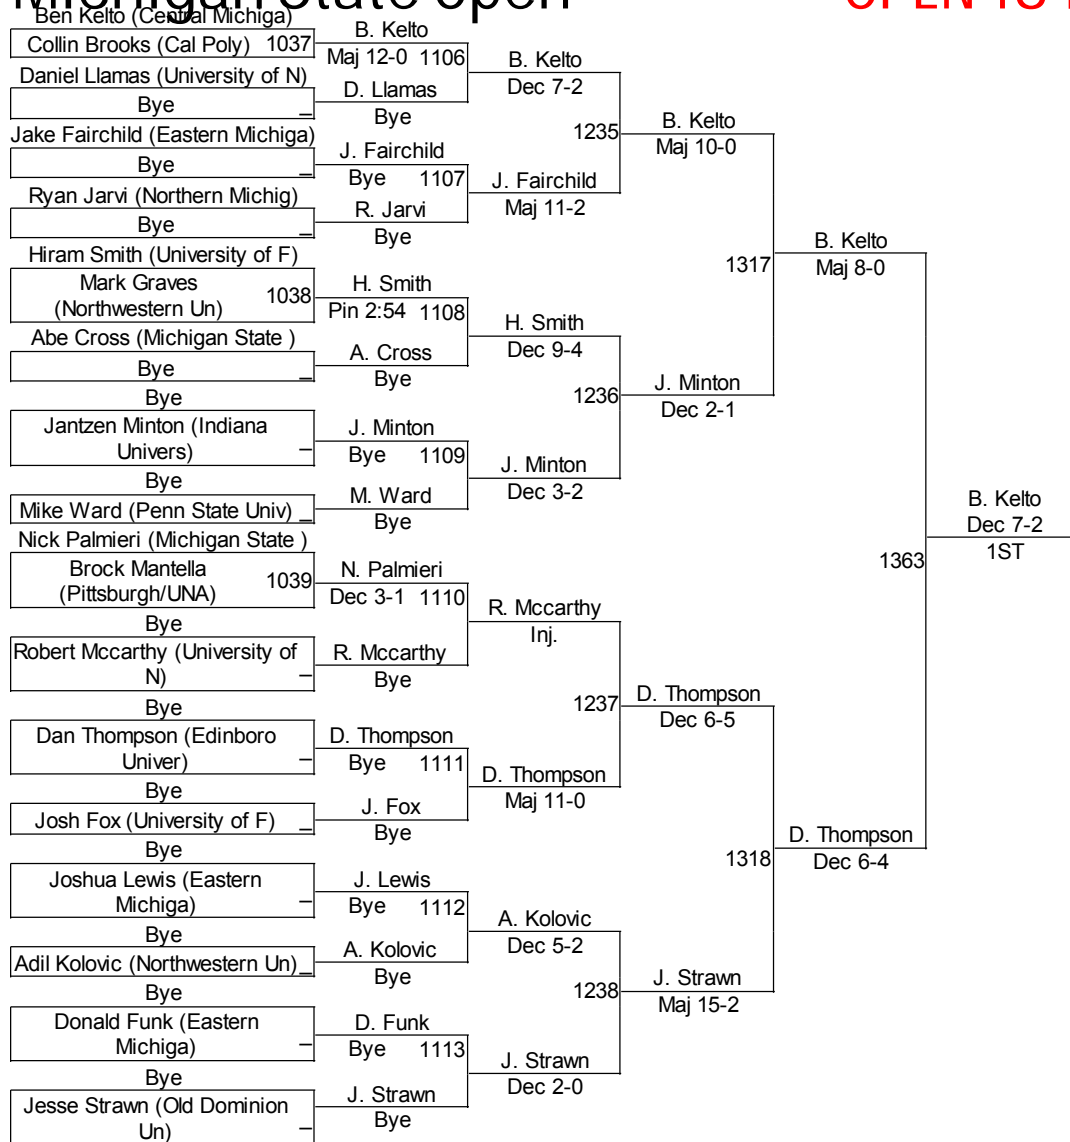 Michigan State open
OPEN 18
Ben Kelto (Central Michiga)
Collin Brooks (Cal Poly) 1037
Daniel Llamas (University of N)
Bye _
Jake Fairchild (Eastern Michiga)
Bye _
Ryan Jarvi (Northern Michig)
Bye _
Hiram Smith (University of F)
Mark Graves
(Northwestern Un) 1038
Abe Cross (Michigan State )
Bye _
Bye
Jantzen Minton (Indiana
Univers) _
Bye
Mike Ward (Penn State Univ) _
Nick Palmieri (Michigan State )
Brock Mantella
(Pittsburgh/UNA) 1039
Bye
Robert Mccarthy (University of
N) _
Bye
Dan Thompson (Edinboro
Univer) _
Bye
Josh Fox (University of F) _
Bye
Joshua Lewis (Eastern
Michiga) _
Bye
Adil Kolovic (Northwestern Un) _
Bye
Donald Funk (Eastern
Michiga) _
Bye
Jesse Strawn (Old Dominion
Un) _
B. Kelto
Maj 12-0 1106
D. Llamas
Bye
J. Fairchild
Bye 1107
R. Jarvi
Bye
H. Smith
Pin 2:54 1108
A. Cross
Bye
J. Minton
Bye 1109
M. Ward
Bye
N. Palmieri
Dec 3-1 1110
R. Mccarthy
Bye
D. Thompson
Bye 1111
J. Fox
Bye
J. Lewis
Bye 1112
A. Kolovic
Bye
D. Funk
Bye 1113
J. Strawn
Bye
B. Kelto
Dec 7-2
1235
J. Fairchild
Maj 11-2
H. Smith
Dec 9-4
1236
J. Minton
Dec 3-2
R. Mccarthy
Inj.
1237
D. Thompson
Maj 11-0
A. Kolovic
Dec 5-2
1238
J. Strawn
Dec 2-0
B. Kelto
Maj 10-0
1317
J. Minton
Dec 2-1
D. Thompson
Dec 6-5
1318
J. Strawn
Maj 15-2
B. Kelto
Maj 8-0
1363
D. Thompson
Dec 6-4
B. Kelto
Dec 7-2
1ST